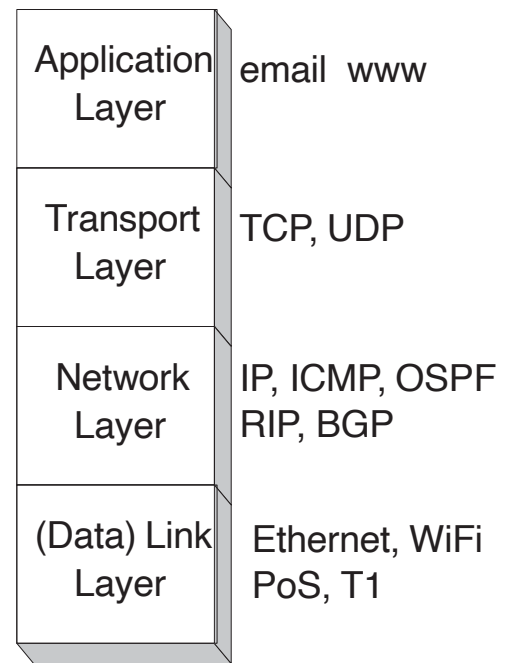 Application
Layer
email www
Transport
Layer
TCP, UDP
Network
Layer
IP, ICMP, OSPF
RIP, BGP
(Data) Link
Layer
Ethernet, WiFi
PoS, T1